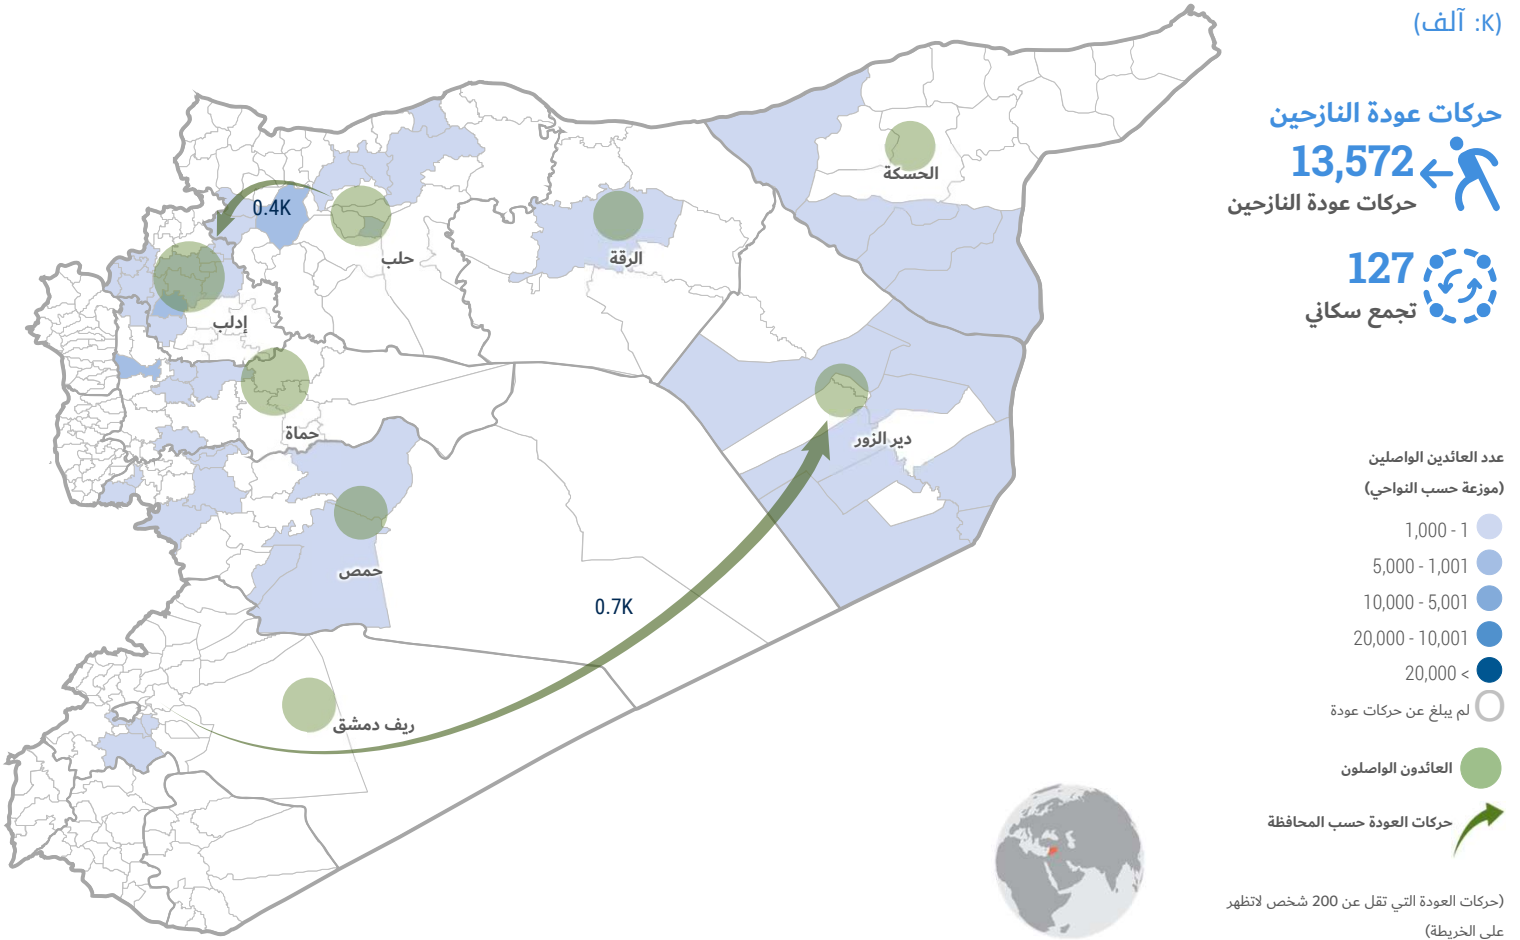 (K: آلف)
حركات عودة النازحين
13,572
حركات عودة النازحين
127
تجمع سكاني
الحسكة
0.4K
حلب
الرقة
إدلب
حماة
دير الزور
حمص
0.7K
ريف دمشق
عدد العائدين الواصلين
(موزعة حسب النواحي)
1,000 - 1
5,000 - 1,001
10,000 - 5,001
20,000 - 10,001
20,000 <
لم يبلغ عن حركات عودة
العائدون الواصلون
حركات العودة حسب المحافظة
(حركات العودة التي تقل عن 200 شخص لاتظهر
على الخريطة)